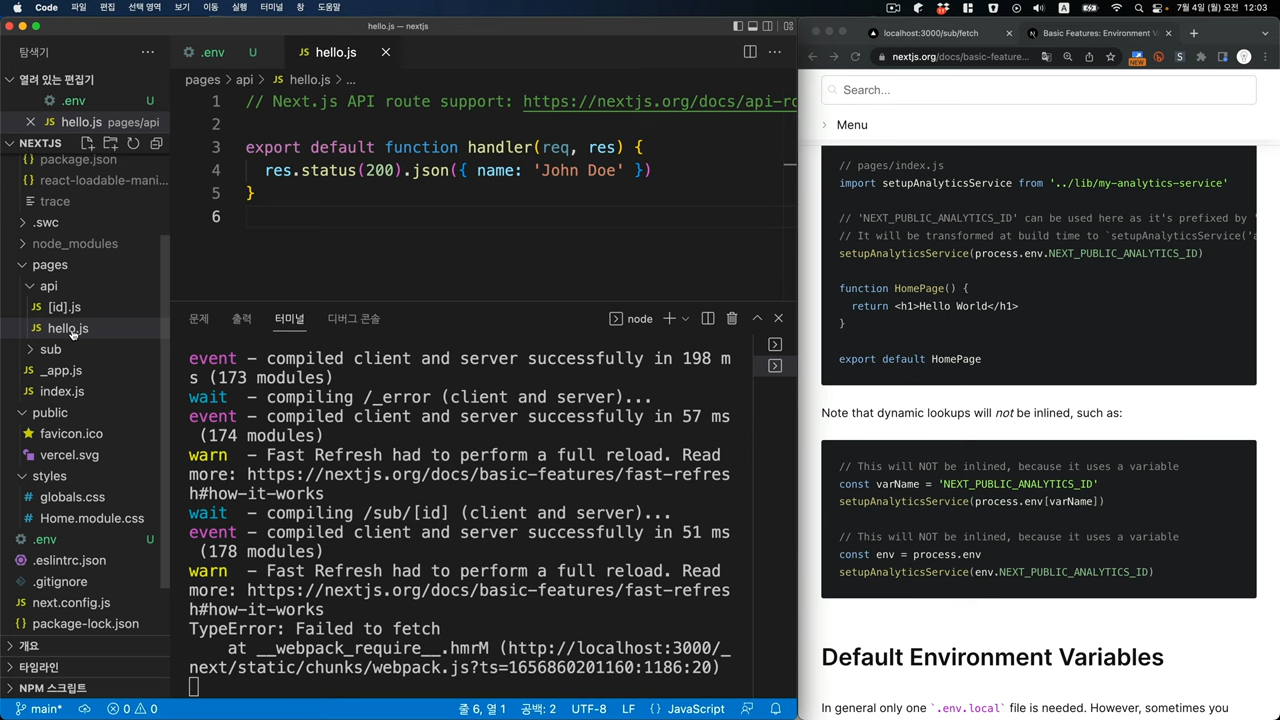 Code 파일 편집 선택 영역 보기 이동 실행 터미널 창 도움말
A
7월 4일 (월) 오전 12:03
hello.js — nextjs
localhost:3000/sub/fetch
Basic Features: Environment V
탐색기
.env U
hello.js
nextjs.org/docs/basic-feature...
NEW
열려 있는 편집기
.env U
hello.js pages/api
NEXTJS
package.json
react-loadable-mani...
trace
.swc
node_modules
pages
api
[id].js
hello.js
sub
_app.js
index.js
public
favicon.ico
vercel.svg
styles
globals.css
Home.module.css
.env U
.eslintrc.json
.gitignore
next.config.js
package-lock.json
개요
타임라인
NPM 스크립트
pages > api > hello.js > ...
1 // Next.js API route support: https://nextjs.org/docs/api-ro
2
3 export default function handler(req, res) {
4 res.status(200).json({ name: 'John Doe' })
5 }
6
문제 출력 터미널 디버그 콘솔
node
event - compiled client and server successfully in 198 m
s (173 modules)
wait - compiling /_error (client and server)...
event - compiled client and server successfully in 57 ms
(174 modules)
warn - Fast Refresh had to perform a full reload. Read
more: https://nextjs.org/docs/basic-features/fast-refres
h#how-it-works
wait - compiling /sub/[id] (client and server)...
event - compiled client and server successfully in 51 ms
(178 modules)
warn - Fast Refresh had to perform a full reload. Read
more: https://nextjs.org/docs/basic-features/fast-refres
h#how-it-works
TypeError: Failed to fetch
at __webpack_require__.hmrM (http://localhost:3000/_
next/static/chunks/webpack.js?ts=1656860201160:1186:20)
main*
0 0
줄 6, 열 1
공백: 2
UTF-8
LF
{} JavaScript
Search...
Menu
// pages/index.js
import setupAnalyticsService from '../lib/my-analytics-service'
// 'NEXT_PUBLIC_ANALYTICS_ID' can be used here as it's prefixed by '
// It will be transformed at build time to `setupAnalyticsService('a
setupAnalyticsService(process.env.NEXT_PUBLIC_ANALYTICS_ID)
function HomePage() {
return <h1>Hello World</h1>
}
export default HomePage
Note that dynamic lookups will not be inlined, such as:
// This will NOT be inlined, because it uses a variable
const varName = 'NEXT_PUBLIC_ANALYTICS_ID'
setupAnalyticsService(process.env[varName])
// This will NOT be inlined, because it uses a variable
const env = process.env
setupAnalyticsService(env.NEXT_PUBLIC_ANALYTICS_ID)
Default Environment Variables
In general only one `.env.local` file is needed. However, sometimes you